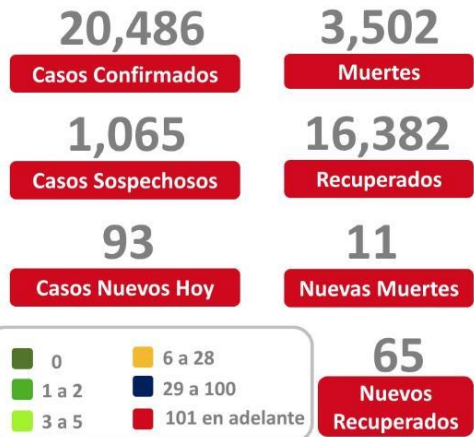 20,486
Casos Confirmados
3,502
Muertes
1,065
Casos Sospechosos
16,382
Recuperados
93
Casos Nuevos Hoy
11
Nuevas Muertes
0
1 a 2
3 a 5
6 a 28
29 a 100
101 en adelante
65
Nuevos
Recuperados